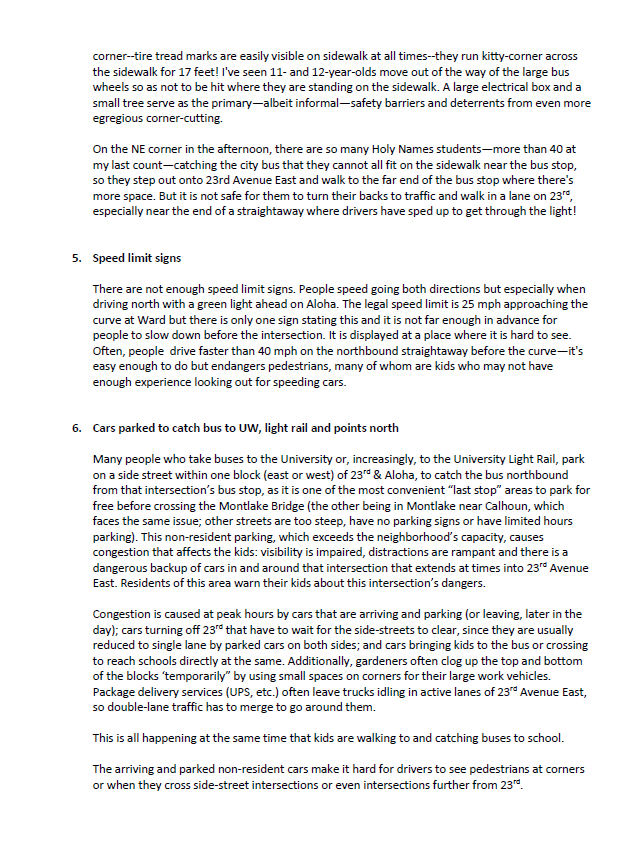 corner--tire tread marks are easily visible on sidewalk at all times--they run kitty-corner across
the sidewalk for 17 feet! I've seen 11- and 12-year-olds move out of the way of the large bus
wheels so as not to be hit where they are standing on the sidewalk. A large electrical box and a
small tree serve as the primary—albeit informal—safety barriers and deterrents from even more
egregious corner-cutting.
On the NE corner in the afternoon, there are so many Holy Names students—more than 40 at
my last count—catching the city bus that they cannot all fit on the sidewalk near the bus stop,
so they step out onto 23rd Avenue East and walk to the far end of the bus stop where there's
more space. But it is not safe for them to turn their backs to traffic and walk in a lane on 23rd,
especially near the end of a straightaway where drivers have sped up to get through the light!
5. Speed limit signs
There are not enough speed limit signs. People speed going both directions but especially when
driving north with a green light ahead on Aloha. The legal speed limit is 25 mph approaching the
curve at Ward but there is only one sign stating this and it is not far enough in advance for
people to slow down before the intersection. It is displayed at a place where it is hard to see.
Often, people drive faster than 40 mph on the northbound straightaway before the curve—it's
easy enough to do but endangers pedestrians, many of whom are kids who may not have
enough experience looking out for speeding cars.
6. Cars parked to catch bus to UW, light rail and points north
Many people who take buses to the University or, increasingly, to the University Light Rail, park
on a side street within one block (east or west) of 23rd & Aloha, to catch the bus northbound
from that intersection's bus stop, as it is one of the most convenient "last stop" areas to park for
free before crossing the Montlake Bridge (the other being in Montlake near Calhoun, which
faces the same issue; other streets are too steep, have no parking signs or have limited hours
parking). This non-resident parking, which exceeds the neighborhood's capacity, causes
congestion that affects the kids: visibility is impaired, distractions are rampant and there is a
dangerous backup of cars in and around that intersection that extends at times into 23rd Avenue
East. Residents of this area warn their kids about this intersection's dangers.
Congestion is caused at peak hours by cars that are arriving and parking (or leaving, later in the
day); cars turning off 23rd that have to wait for the side-streets to clear, since they are usually
reduced to single lane by parked cars on both sides; and cars bringing kids to the bus or crossing
to reach schools directly at the same. Additionally, gardeners often clog up the top and bottom
of the blocks 'temporarily" by using small spaces on corners for their large work vehicles.
Package delivery services (UPS, etc.) often leave trucks idling in active lanes of 23rd Avenue East,
so double-lane traffic has to merge to go around them.
This is all happening at the same time that kids are walking to and catching buses to school.
The arriving and parked non-resident cars make it hard for drivers to see pedestrians at corners
or when they cross side-street intersections or even intersections further from 23rd.